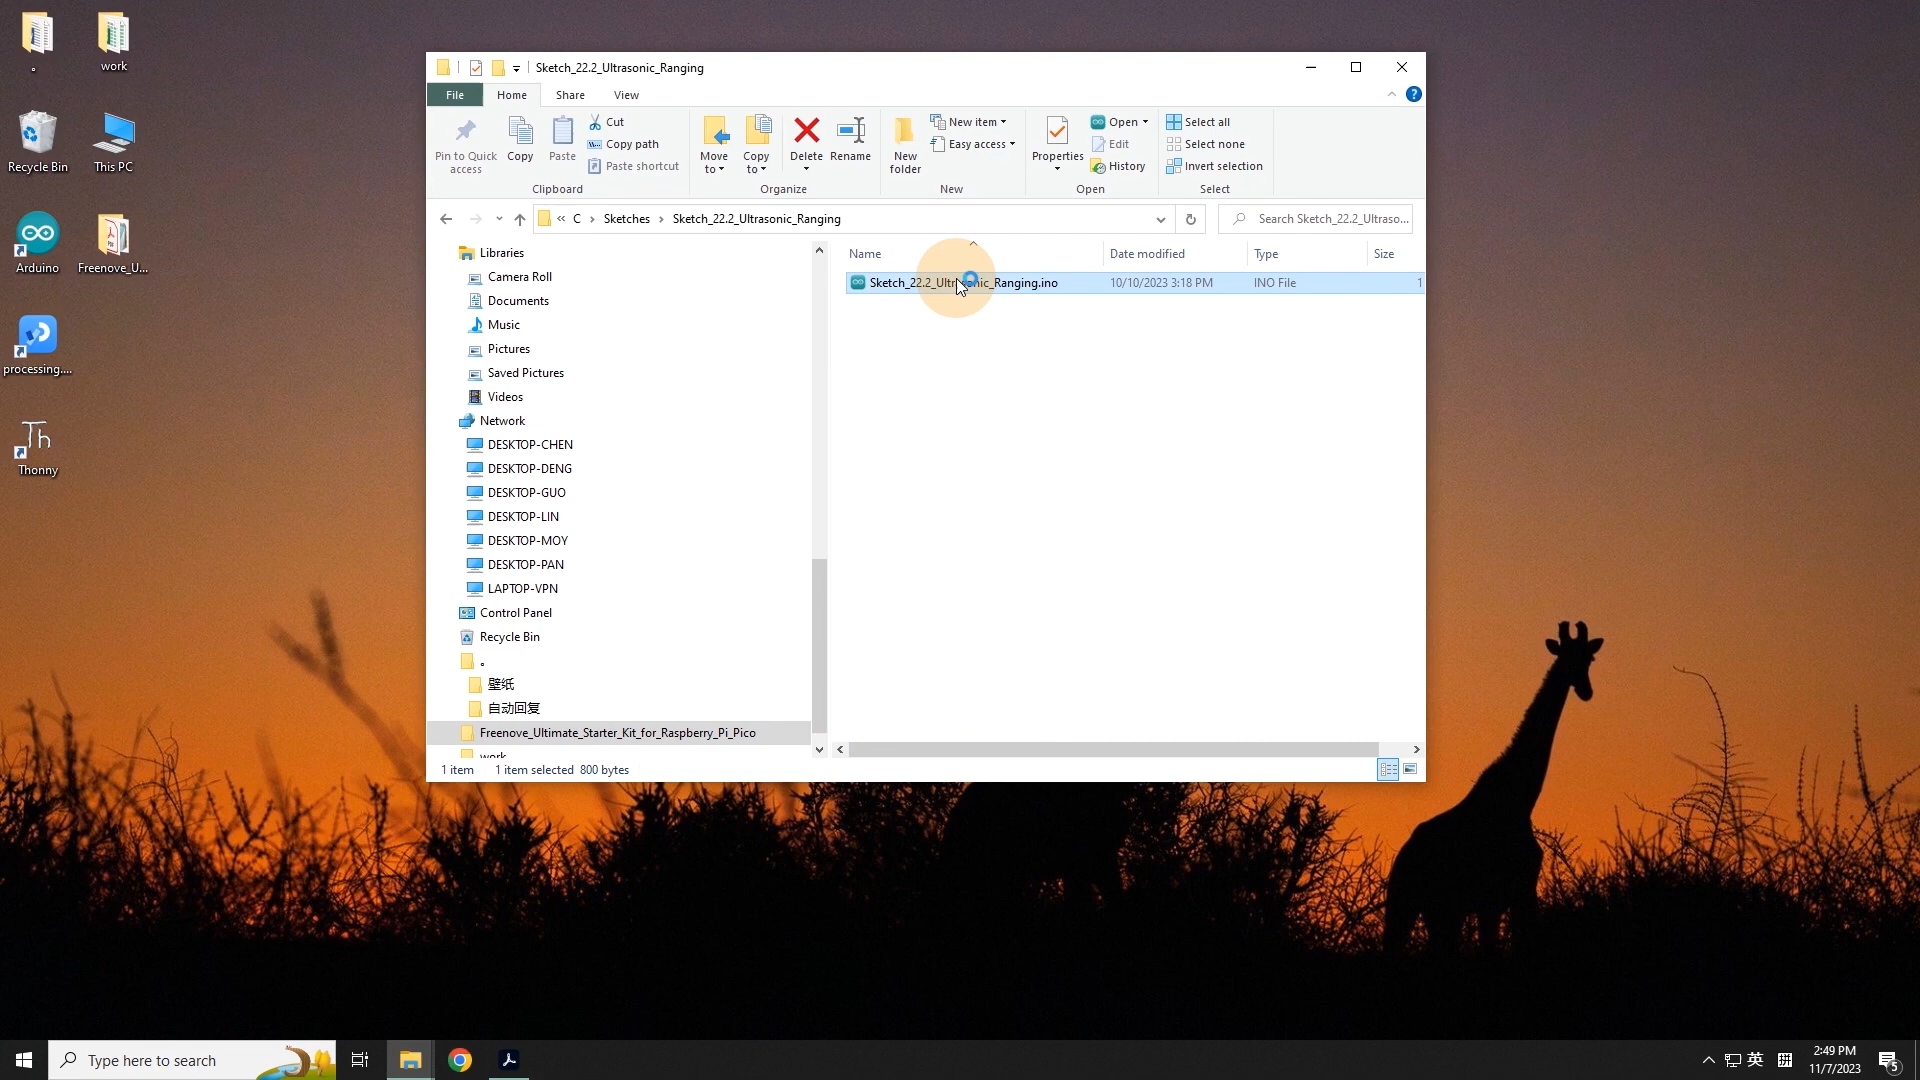 。
work
Recycle Bin
This PC
Arduino
Freenove_U...
processing....
Thonny
Sketch_22.2_Ultrasonic_Ranging
File
Home
Share
View
Pin to Quick access
Copy
Paste
Cut
Copy path
Paste shortcut
Clipboard
Move to
Copy to
Delete
Rename
Organize
New folder
New item
Easy access
New
Properties
Open
Edit
History
Open
Select all
Select none
Invert selection
Select
« C › Sketches › Sketch_22.2_Ultrasonic_Ranging
Search Sketch_22.2_Ultraso...
Libraries
Camera Roll
Documents
Music
Pictures
Saved Pictures
Videos
Network
DESKTOP-CHEN
DESKTOP-DENG
DESKTOP-GUO
DESKTOP-LIN
DESKTOP-MOY
DESKTOP-PAN
LAPTOP-VPN
Control Panel
Recycle Bin
。
壁纸
自动回复
Freenove_Ultimate_Starter_Kit_for_Raspberry_Pi_Pico
work
Name Date modified Type Size
Sketch_22.2_Ultrasonic_Ranging.ino 10/10/2023 3:18 PM INO File 1
1 item 1 item selected 800 bytes
Type here to search
英
拼
2:49 PM
11/7/2023
5